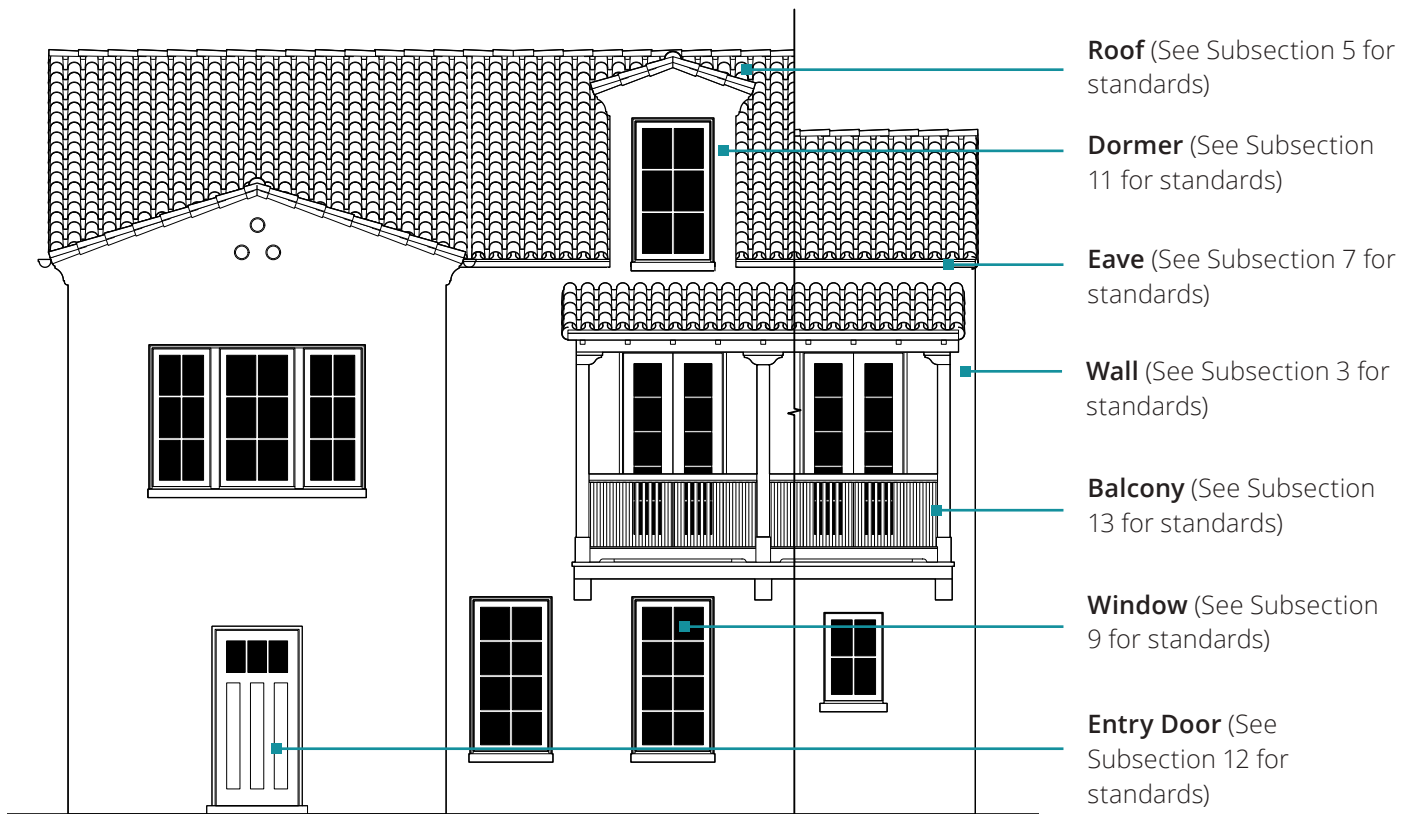 Roof (See Subsection 5 for
standards)
Dormer (See Subsection
11 for standards)
Eave (See Subsection 7 for
standards)
Wall (See Subsection 3 for
standards)
Balcony (See Subsection
13 for standards)
Window (See Subsection
9 for standards)
Entry Door (See
Subsection 12 for
standards)